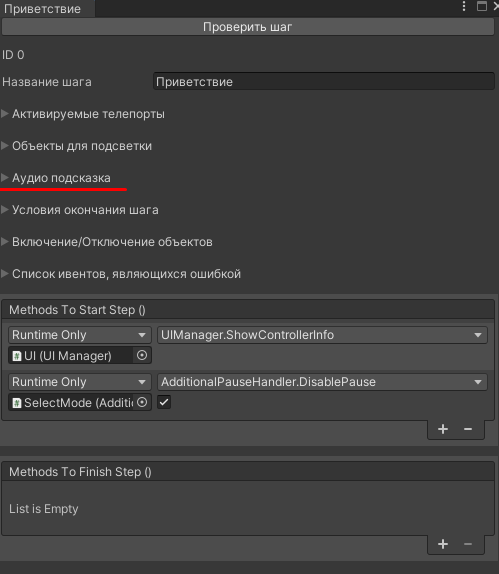 Приветствие
Проверить шаг
ID 0
Название шага Приветствие
Активируемые телепорты
Объекты для подсветки
Аудио подсказка
Условия окончания шага
Включение/Отключение объектов
Список ивентов, являющихся ошибкой
Methods To Start Step ()
Runtime Only UIManager.ShowControllerInfo
UI (UI Manager)
Runtime Only AdditionalPauseHandler.DisablePause
SelectMode (Additi
Methods To Finish Step ()
List is Empty